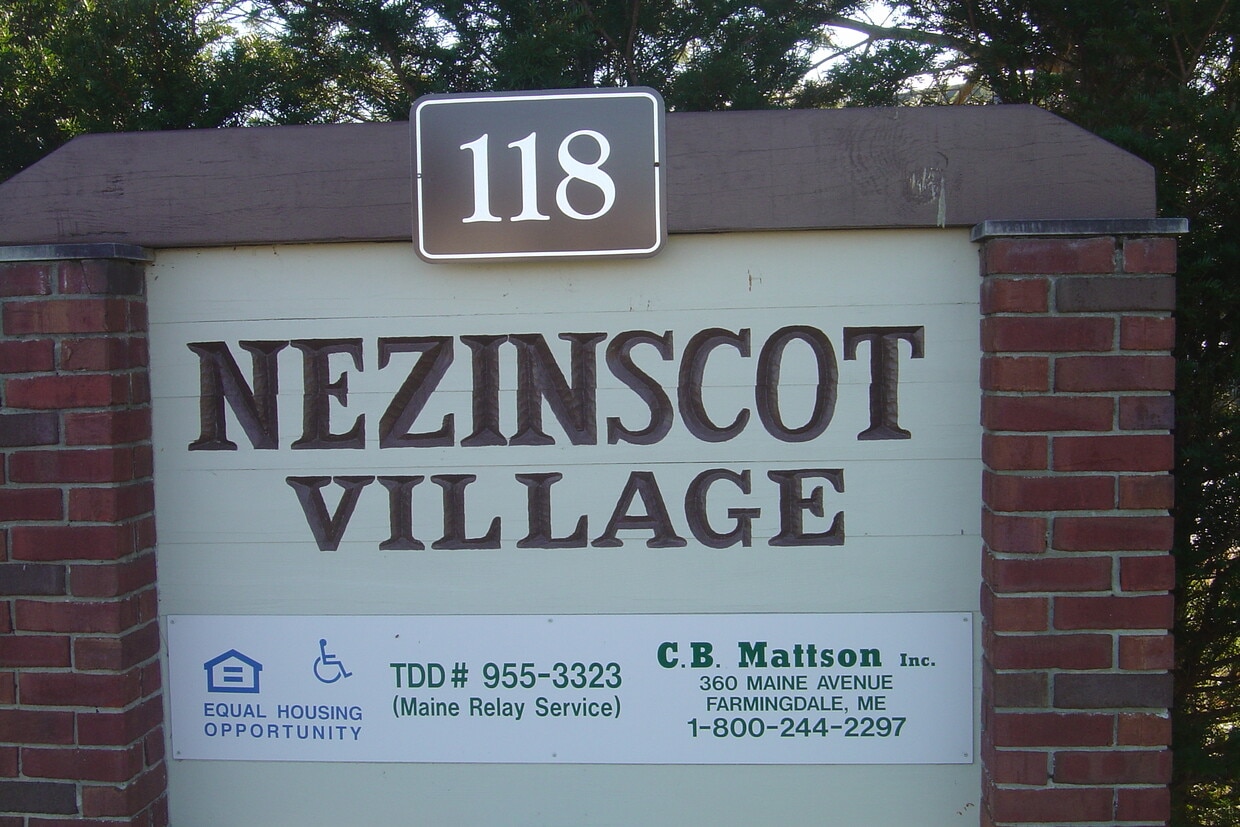 118
NEZINSCOT
VILLAGE
EQUAL HOUSING
OPPORTUNITY
TDD# 955-3323
(Maine Relay Service)
C.B. Mattson Inc.
360 MAINE AVENUE
FARMINGDALE, ME
1-800-244-2297